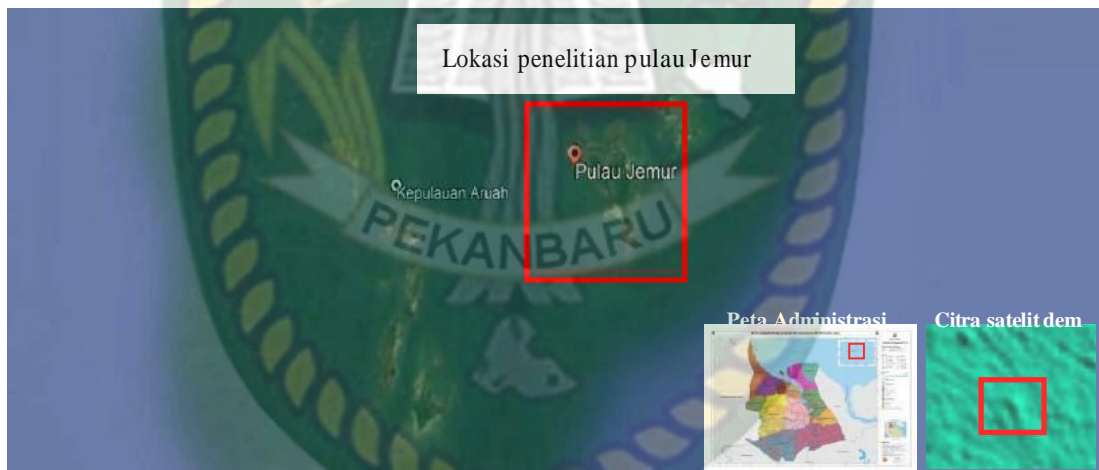 Lokasi penelitian pulau Jemur
Pulau Jemur
Kepulauan Aruah
PEKANBARU
Peta Administrasi
Citra satelit dem